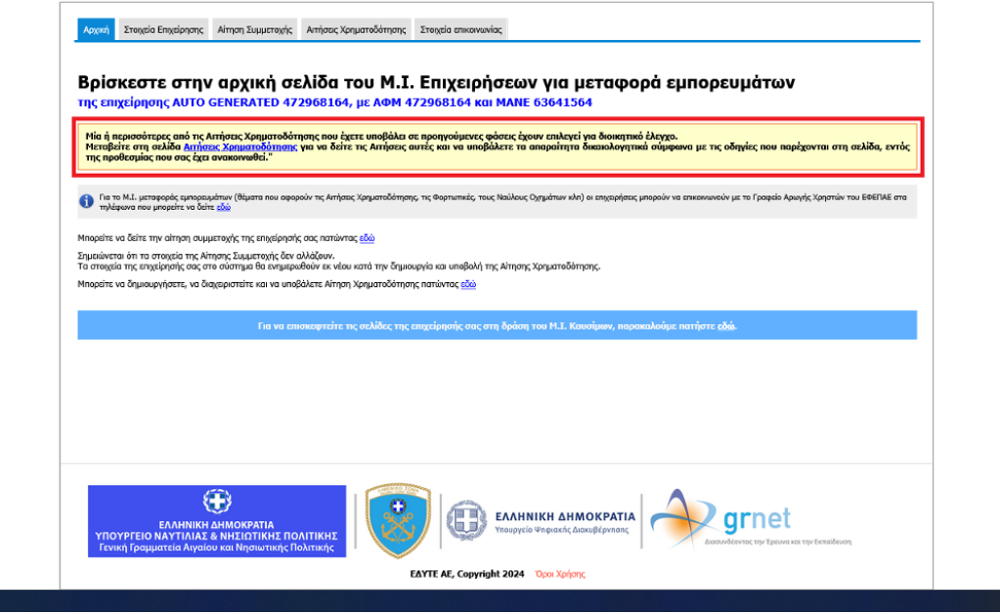 Αρχική Στοιχεία Επιχείρησης Αίτηση Συμμετοχής Αιτήσεις Χρηματοδότησης Στοιχεία επικοινωνίας
Βρίσκεστε στην αρχική σελίδα του Μ.Ι. Επιχειρήσεων για μεταφορά εμπορευμάτων
της επιχείρησης AUTO GENERATED 472968164, με ΑΦΜ 472968164 και ΜΑΝΕ 63641564
Μία ή περισσότερες από τις Αιτήσεις Χρηματοδότησης που έχετε υποβάλει σε προηγούμενες φάσεις έχουν επιλεγεί για διοικητικό έλεγχο.
Μεταβείτε στη σελίδα Αιτήσεις Χρηματοδότησης για να δείτε τις Αιτήσεις αυτές και να υποβάλετε τα απαραίτητα δικαιολογητικά σύμφωνα με τις οδηγίες που παρέχονται στη σελίδα, εντός
της προθεσμίας που σας έχει ανακοινωθεί."
Για το Μ.Ι. μεταφοράς εμπορευμάτων (θέματα που αφορούν τις Αιτήσεις Χρηματοδότησης, τις Φορτωτικές, τους Ναύλους Οχημάτων κλπ) οι επιχειρήσεις μπορούν να επικοινωνούν με το Γραφείο Αρωγής Χρηστών του ΕΦΕΠΑΕ στα
τηλέφωνα που μπορείτε να δείτε εδώ
Μπορείτε να δείτε την αίτηση συμμετοχής της επιχείρησής σας πατώντας εδώ
Σημειώνεται ότι τα στοιχεία της Αίτησης Συμμετοχής δεν αλλάζουν.
Τα στοιχεία της επιχείρησής σας στο σύστημα θα ενημερωθούν εκ νέου κατά την δημιουργία και υποβολή της Αίτησης Χρηματοδότησης.
Μπορείτε να δημιουργήσετε, να διαχειριστείτε και να υποβάλετε Αίτηση Χρηματοδότησης πατώντας εδώ
Για να επισκεφτείτε τις σελίδες της επιχείρησής σας στη δράση του Μ.Ι. Καυσίμων, παρακαλούμε πατήστε εδώ.
ΕΛΛΗΝΙΚΗ ΔΗΜΟΚΡΑΤΙΑ
ΥΠΟΥΡΓΕΙΟ ΝΑΥΤΙΛΙΑΣ & ΝΗΣΙΩΤΙΚΗΣ ΠΟΛΙΤΙΚΗΣ
Γενική Γραμματεία Αιγαίου και Νησιωτικής Πολιτικής
ΕΛΛΗΝΙΚΗ ΔΗΜΟΚΡΑΤΙΑ
Υπουργείο Ψηφιακής Διακυβέρνησης
grnet
Διασυνδέοντας την Έρευνα και την Εκπαίδευση
ΕΔΥΤΕ ΑΕ, Copyright 2024 Όροι Χρήσης